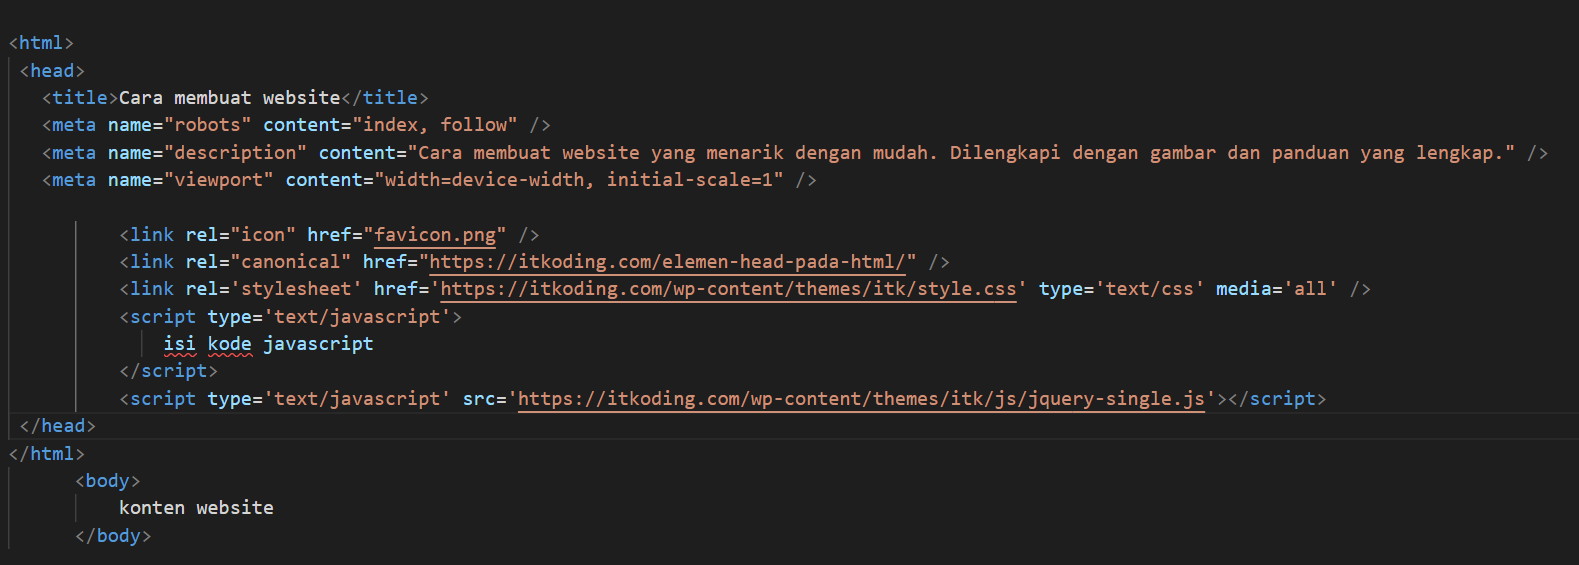 <html>
<head>
<title>Cara membuat website</title>
<meta name="robots" content="index, follow" />
<meta name="description" content="Cara membuat website yang menarik dengan mudah. Dilengkapi dengan gambar dan panduan yang lengkap." />
<meta name="viewport" content="width=device-width, initial-scale=1" />
<link rel="icon" href="favicon.png" />
<link rel="canonical" href="https://itkoding.com/elemen-head-pada-html/" />
<link rel='stylesheet' href='https://itkoding.com/wp-content/themes/itk/style.css' type='text/css' media='all' />
<script type='text/javascript'>
isi kode javascript
</script>
<script type='text/javascript' src='https://itkoding.com/wp-content/themes/itk/js/jquery-single.js'></script>
</head>
</html>
<body>
konten website
</body>